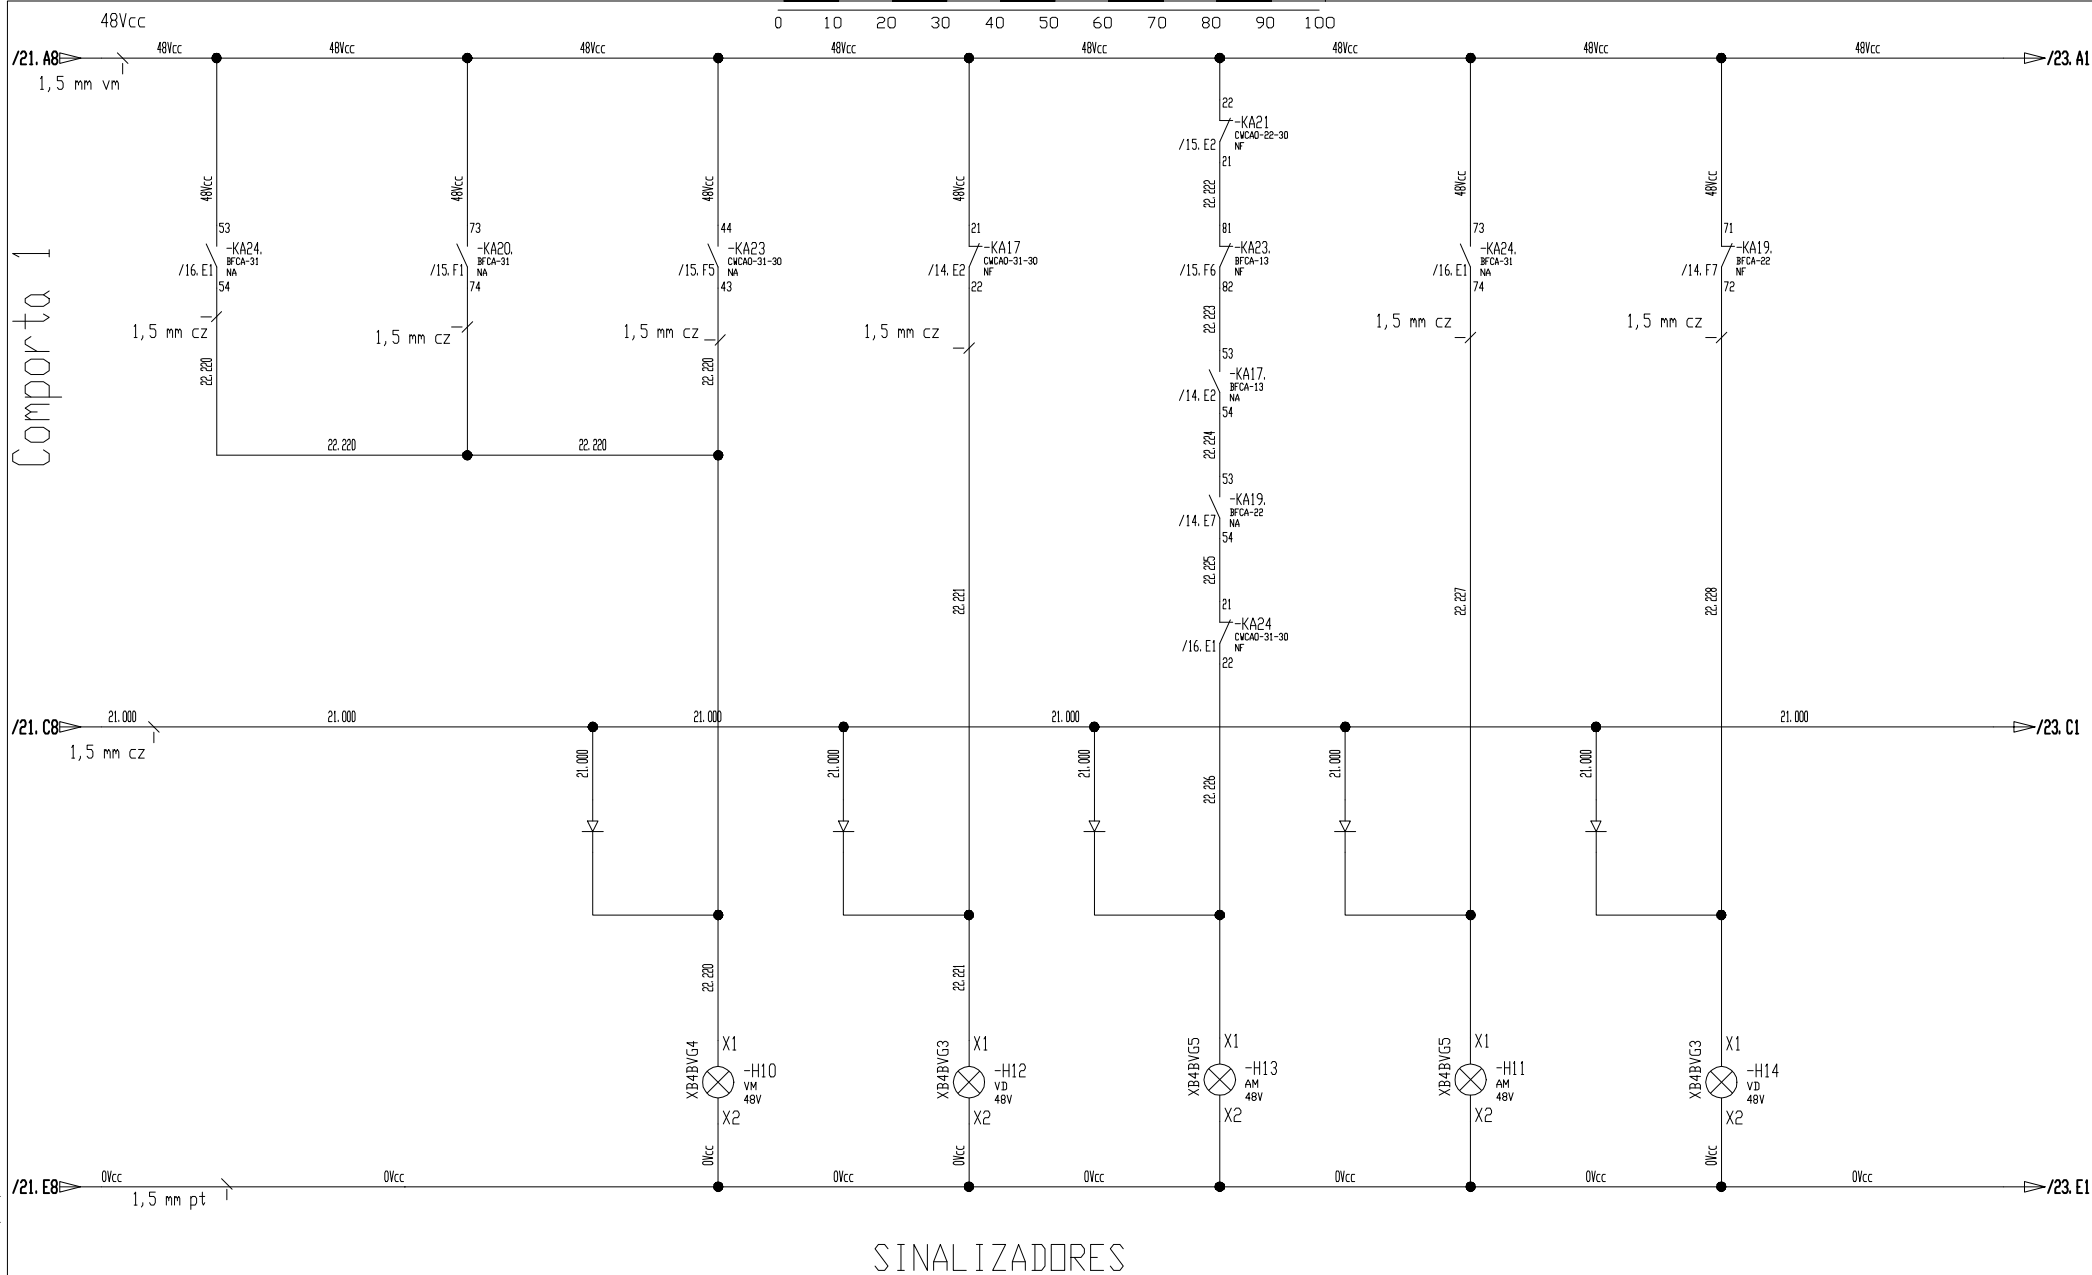 48Vcc
0 10 20 30 40 50 60 70 80 90 100
/21. A8
48Vcc 48Vcc 48Vcc 48Vcc 48Vcc 48Vcc 48Vcc 48Vcc
/23. A1
1,5 mm vm
Comporta 1
48Vcc
53
-KA24.
BFCA-31
NA
/16. E1
54
1,5 mm cz
22.220
48Vcc
73
-KA20.
BFCA-31
NA
/15. F1
74
1,5 mm cz
22.220
48Vcc
44
-KA23
CWCA0-31-30
NA
/15. F5
43
1,5 mm cz
22.220
22.220
48Vcc
21
-KA17
CWCA0-31-30
NF
/14. E2
22
1,5 mm cz
22.221
22
-KA21
CWCA0-22-30
NF
/15. E2
21
22.222
81
-KA23.
BFCA-13
NF
/15. F6
82
22.223
53
-KA17.
BFCA-13
NA
/14. E2
54
22.224
53
-KA19.
BFCA-22
NA
/14. E7
54
22.225
21
-KA24
CWCA0-31-30
NF
/16. E1
22
22.226
48Vcc
73
-KA24.
BFCA-31
NA
/16. E1
74
1,5 mm cz
22.227
48Vcc
71
-KA19.
BFCA-22
NF
/14. F7
72
1,5 mm cz
22.228
/21. C8
21.000 21.000 21.000 21.000 21.000
/23. C1
1,5 mm cz
21.000 21.000 21.000 21.000 21.000
22.220
XB4BVG4
X1
-H10
VM
48V
X2
0Vcc
22.221
XB4BVG3
X1
-H12
VD
48V
X2
0Vcc
XB4BVG5
X1
-H13
AM
48V
X2
XB4BVG5
X1
-H11
AM
48V
X2
XB4BVG3
X1
-H14
VD
48V
X2
0Vcc
/21. E8
0Vcc 0Vcc 0Vcc 0Vcc 0Vcc 0Vcc 0Vcc
/23. E1
1,5 mm pt
SINALIZADORES